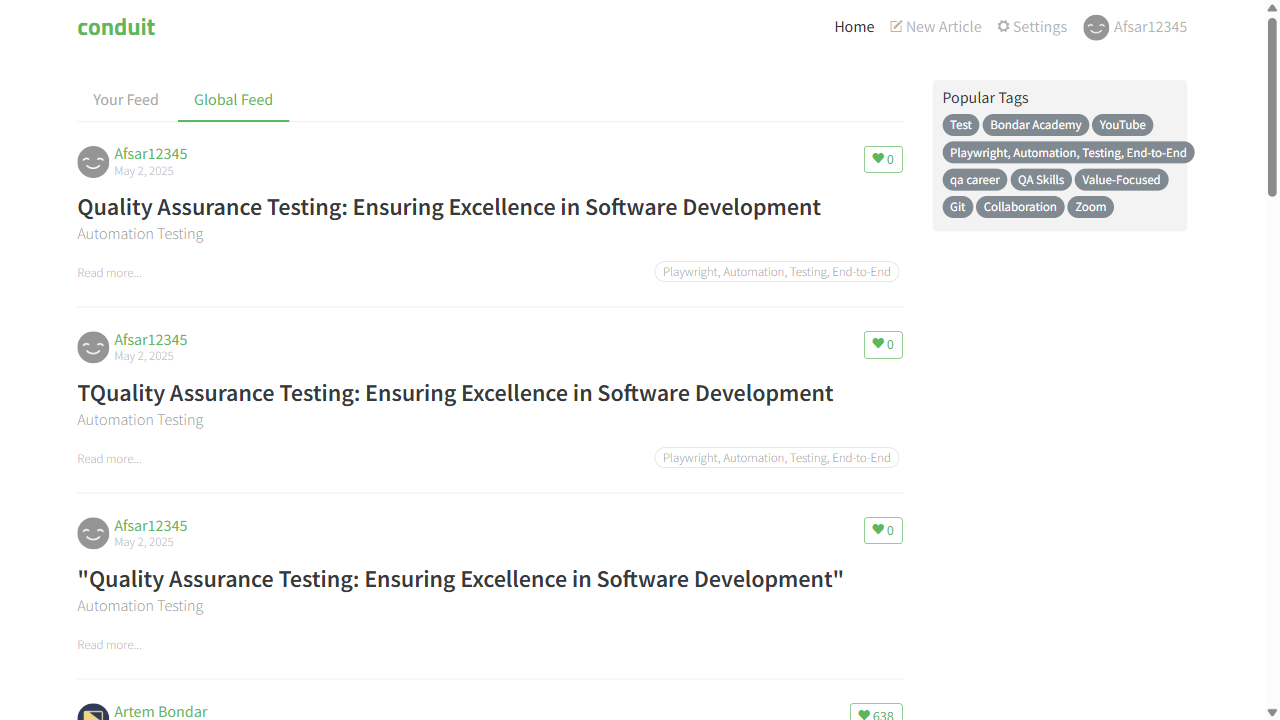 conduit
Home New Article Settings Afsar12345
Your Feed Global Feed
Afsar12345
May 2, 2025
0
Quality Assurance Testing: Ensuring Excellence in Software Development
Automation Testing
Read more...
Playwright, Automation, Testing, End-to-End
Afsar12345
May 2, 2025
0
TQuality Assurance Testing: Ensuring Excellence in Software Development
Automation Testing
Read more...
Playwright, Automation, Testing, End-to-End
Afsar12345
May 2, 2025
0
"Quality Assurance Testing: Ensuring Excellence in Software Development"
Automation Testing
Read more...
Artem Bondar
638
Popular Tags
Test Bondar Academy YouTube
Playwright, Automation, Testing, End-to-End
qa career QA Skills Value-Focused
Git Collaboration Zoom